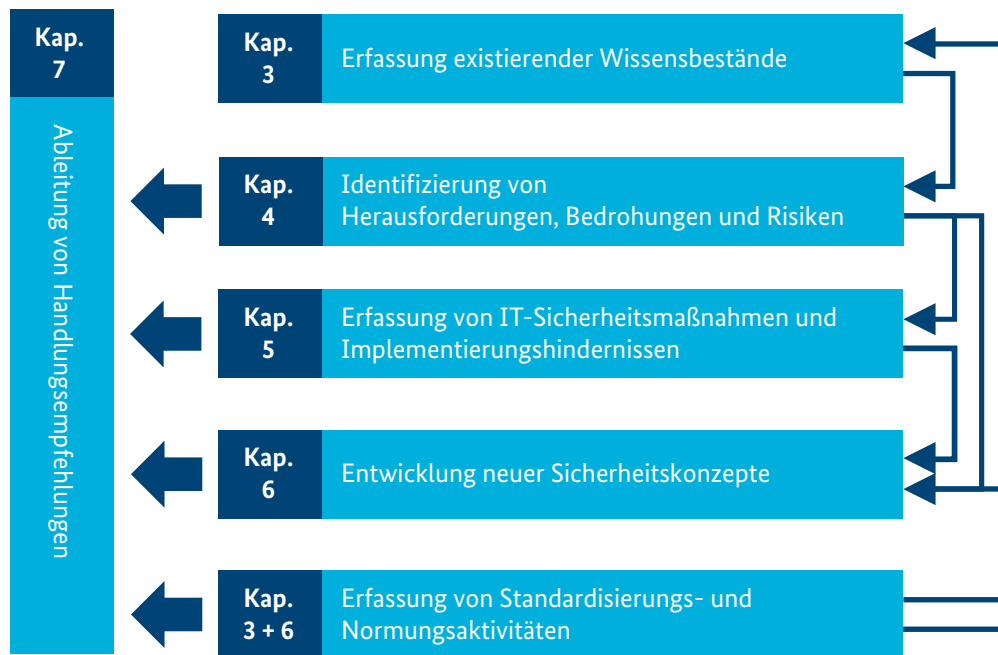 Kap.
7
Ableitung von Handlungsempfehlungen
Kap.
3
Erfassung existierender Wissensbestände
Kap.
4
Identifizierung von
Herausforderungen, Bedrohungen und Risiken
Kap.
5
Erfassung von IT-Sicherheitsmaßnahmen und
Implementierungshindernissen
Kap.
6
Entwicklung neuer Sicherheitskonzepte
Kap.
3 + 6
Erfassung von Standardisierungs- und
Normungsaktivitäten